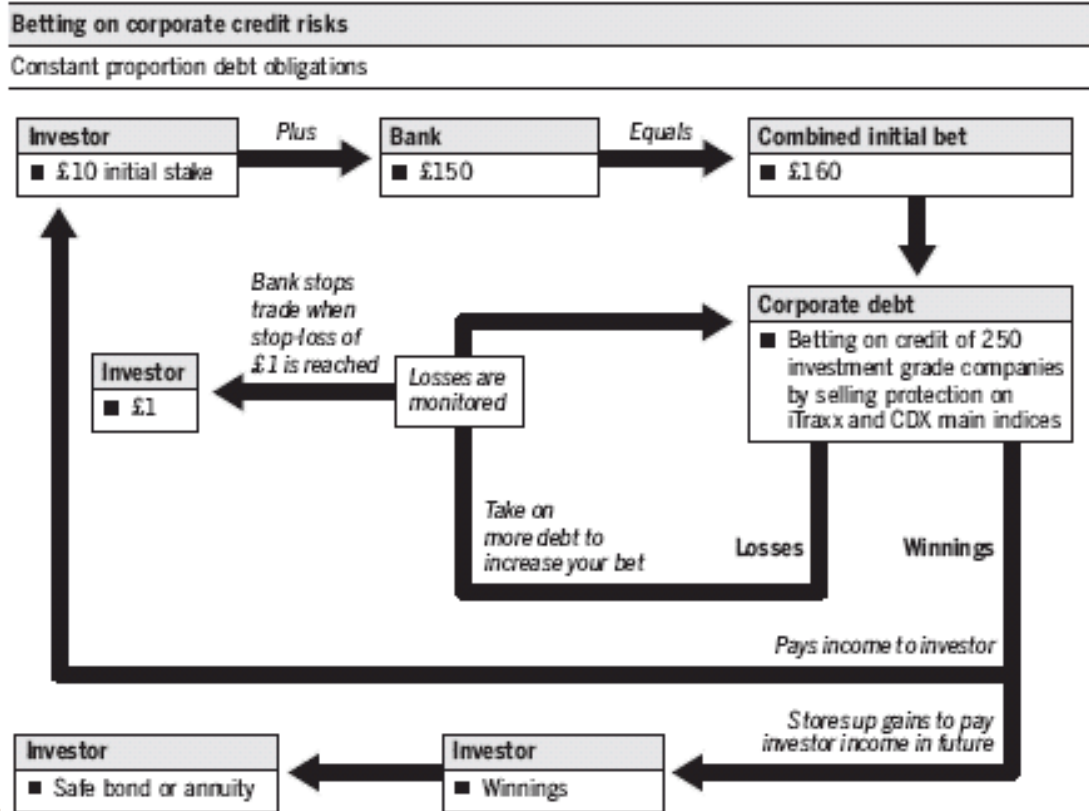 Betting on corporate credit risks
Constant proportion debt obligations
Investor
■ £10 initial stake
Plus
Bank
■ £150
Equals
Combined initial bet
■ £160
Bank stops
trade when
stop-loss of
£1 is reached
Investor
■ £1
Losses are
monitored
Corporate debt
■ Betting on credit of 250
investment grade companies
by selling protection on
iTraxx and CDX main indices
Take on
more debt to
increase your bet
Losses
Winnings
Pays income to investor
Stores up gains to pay
investor income in future
Investor
■ Safe bond or annuity
Investor
■ Winnings